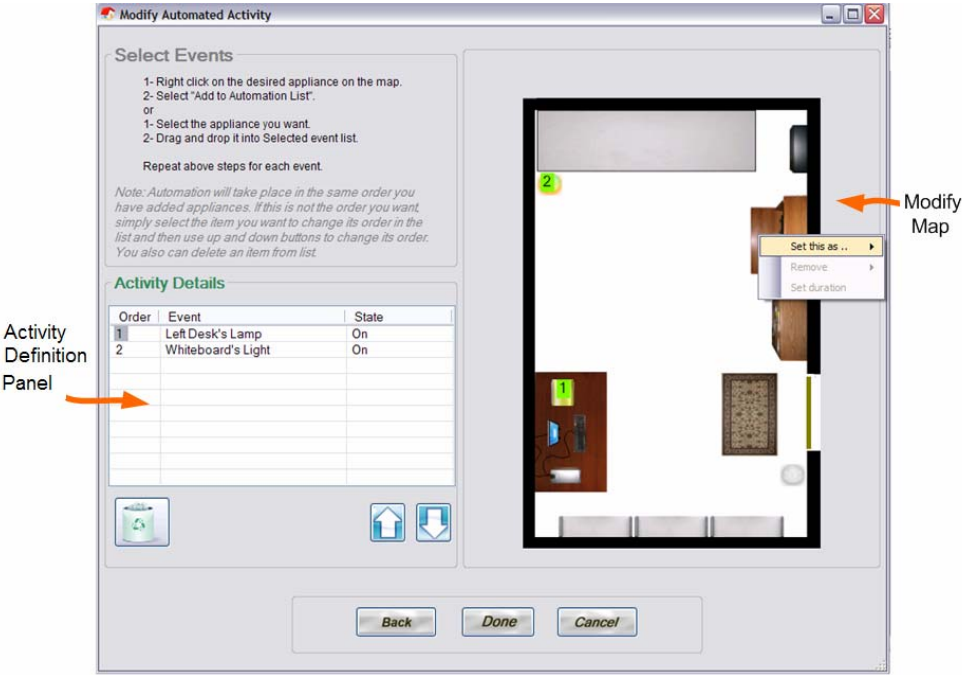 Modify Automated Activity
Select Events
1- Right click on the desired appliance on the map.
2- Select "Add to Automation List".
or
1- Select the appliance you want.
2- Drag and drop it into Selected event list.
Repeat above steps for each event.
Note: Automation will take place in the same order you
have added appliances. If this is not the order you want,
simply select the item you want to change its order in the
list and then use up and down buttons to change its order.
You also can delete an item from list.
Activity Details
Order Event State
1 Left Desk's Lamp On
2 Whiteboard's Light On
Activity
Definition
Panel
2
Set this as ..
Remove
Set duration
1
Modify
Map
Back Done Cancel